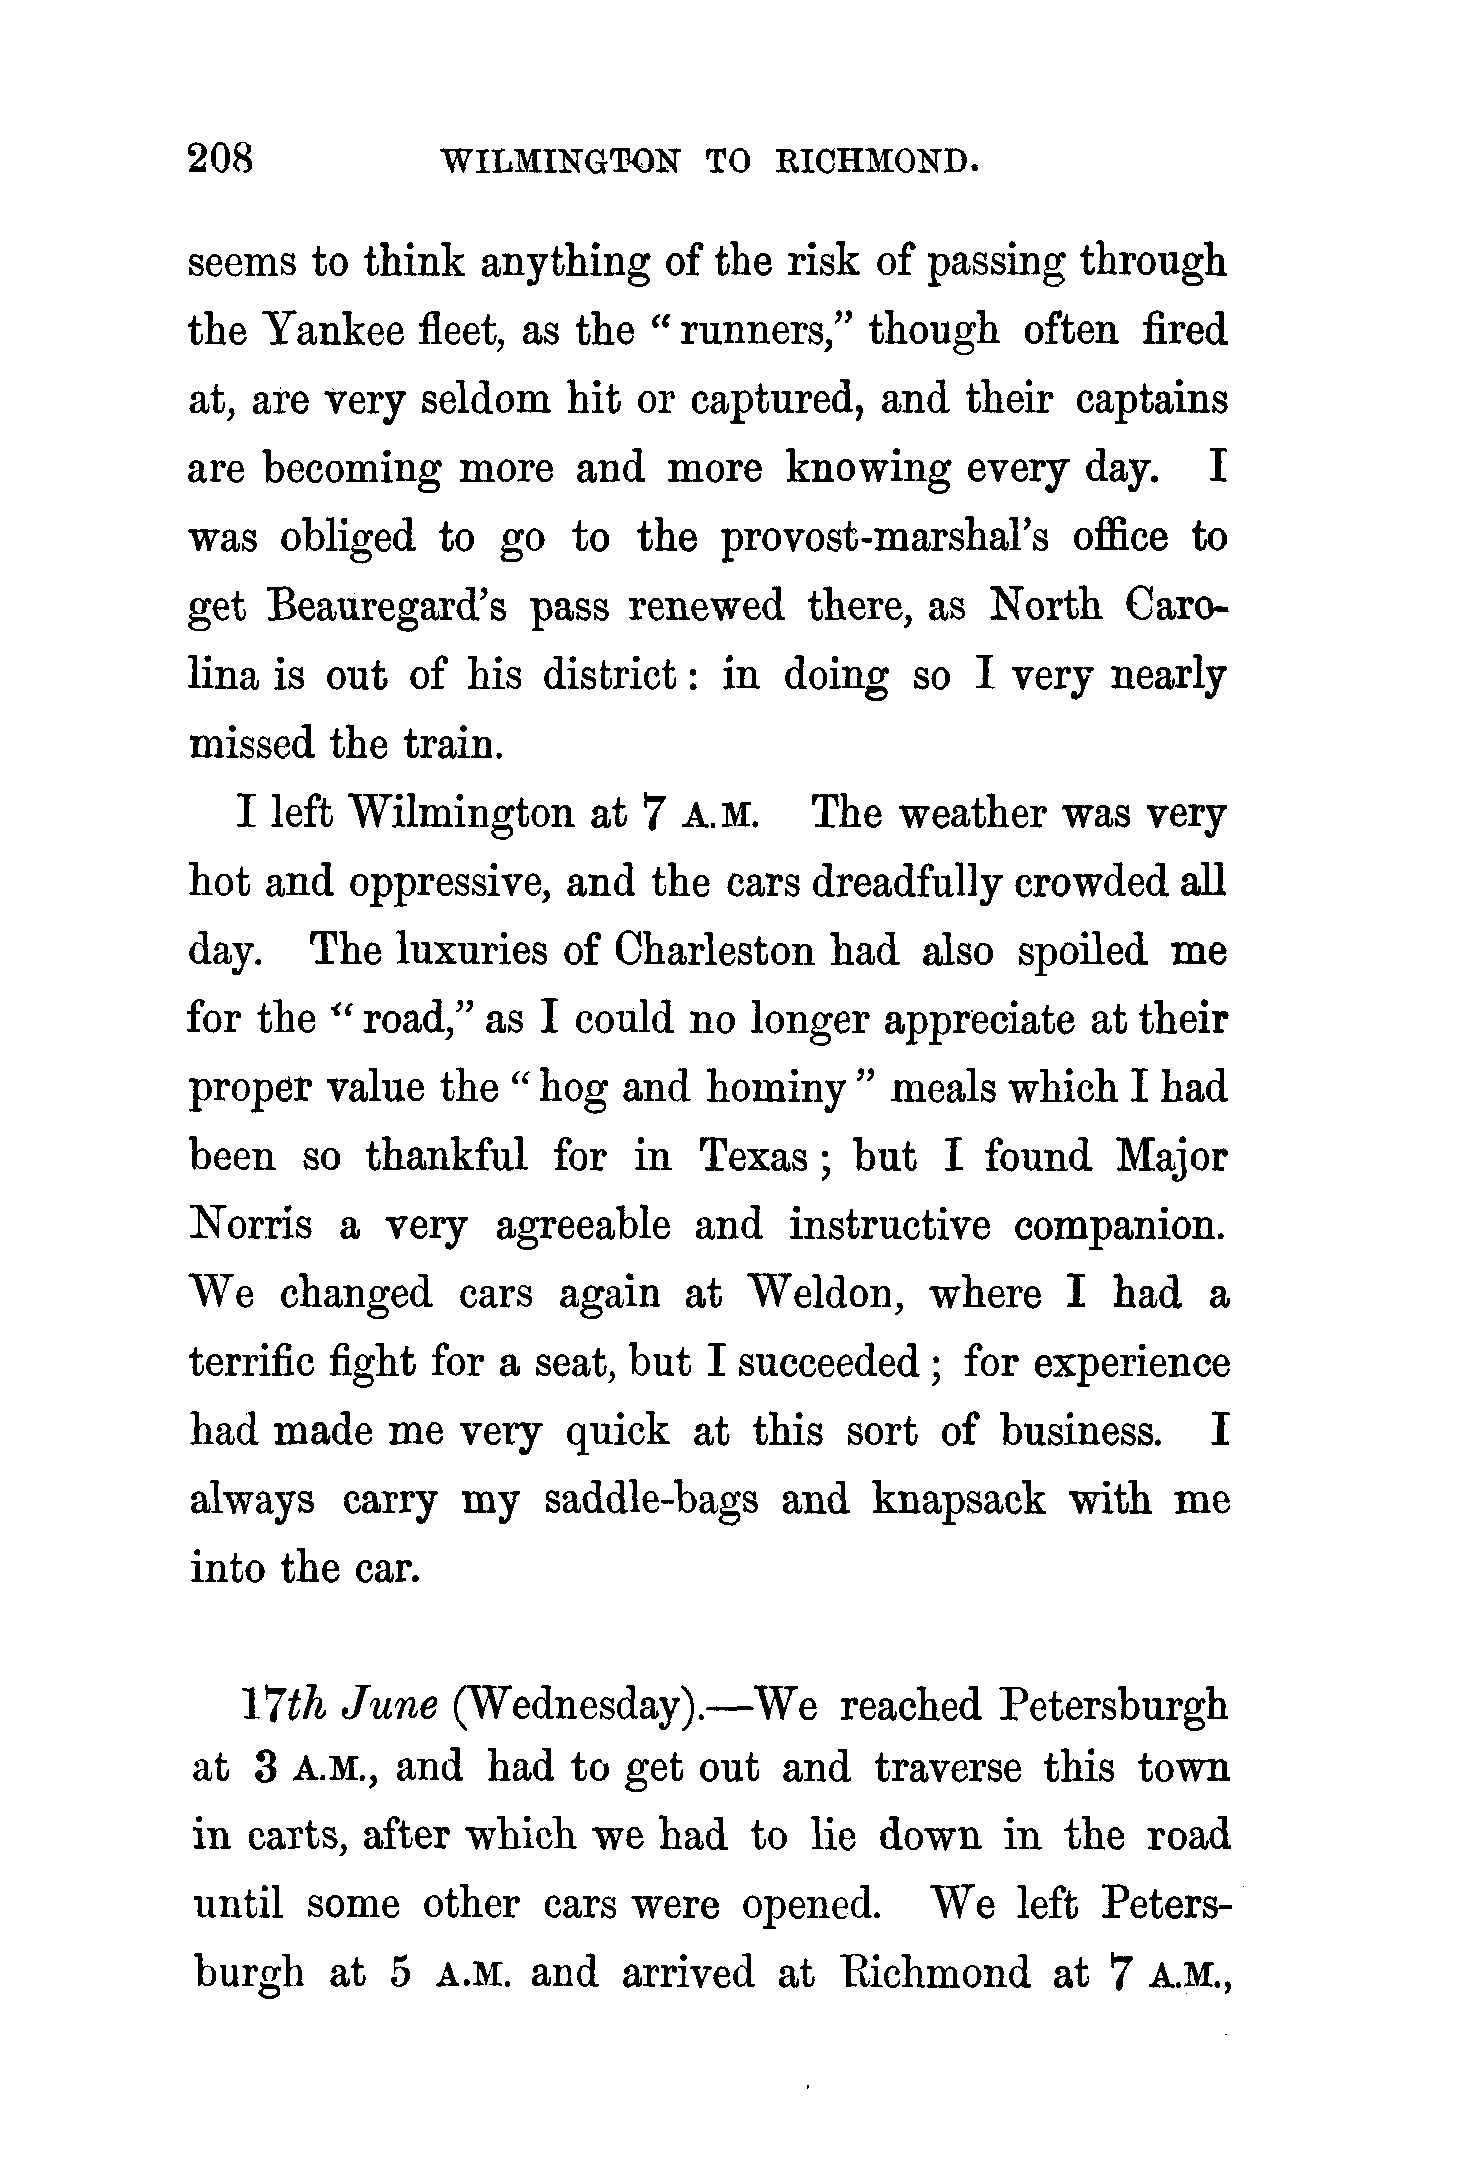 208 WILMINGTON TO RICHMOND.
seems to think anything of the risk of passing through
the Yankee fleet, as the " runners," though often fired
at, are very seldom hit or captured, and their captains
are becoming more and more knowing every day. I
was obliged to go to the provost-marshal's office to
get Beauregard's pass renewed there, as North Caro-
lina is out of his district : in doing so I very nearly
missed the train.
I left Wilmington at 7 A.M. The weather was very
hot and oppressive, and the cars dreadfully crowded all
day. The luxuries of Charleston had also spoiled me
for the " road," as I could no longer appreciate at their
proper value the " hog and hominy " meals which I had
been so thankful for in Texas ; but I found Major
Norris a very agreeable and instructive companion.
We changed cars again at Weldon, where I had a
terrific fight for a seat, but I succeeded ; for experience
had made me very quick at this sort of business. I
always carry my saddle-bags and knapsack with me
into the car.
17th June (Wednesday).—We reached Petersburgh
at 3 A.M., and had to get out and traverse this town
in carts, after which we had to lie down in the road
until some other cars were opened. We left Peters-
burgh at 5 A.M. and arrived at Richmond at 7 A.M.,